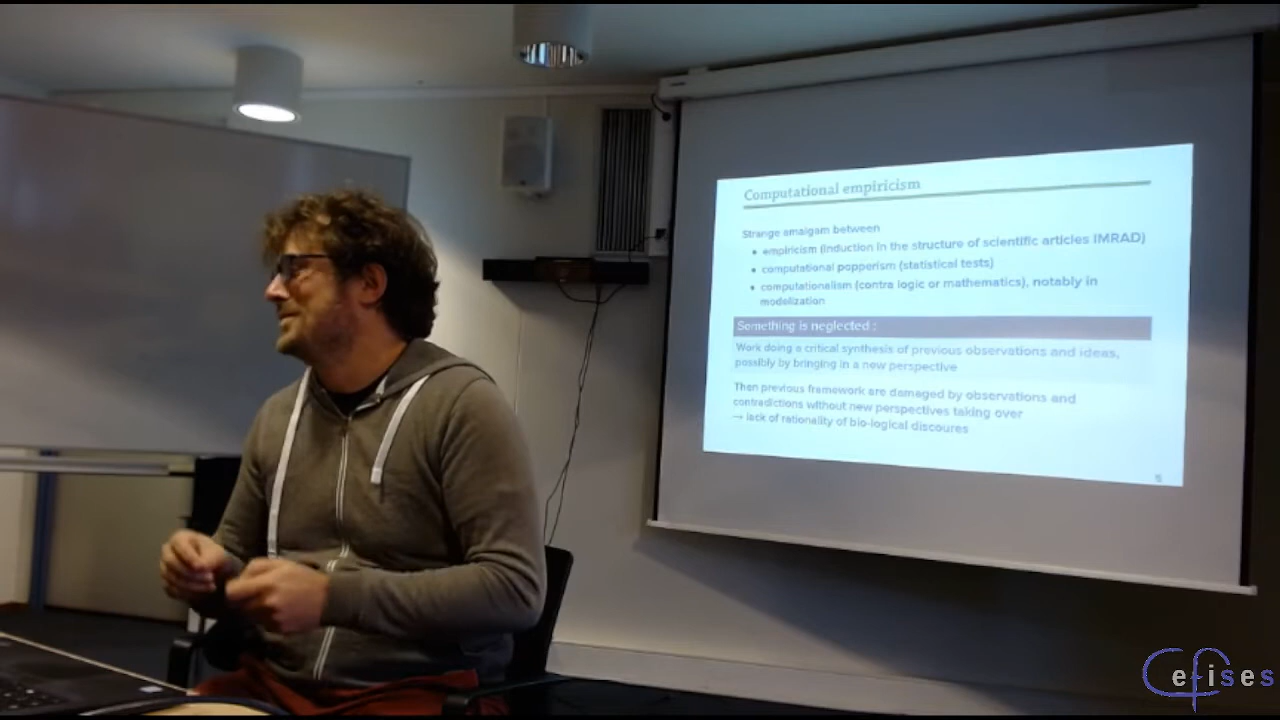 Computational empiricism
Strange amalgam between
• empiricism (induction in the structure of scientific articles IMRAD)
• computational popperism (statistical tests)
• computationalism (contra logic or mathematics), notably in
modelization
Something is neglected :
Work doing a critical synthesis of previous observations and ideas,
possibly by bringing in a new perspective
Then previous framework are damaged by observations and
contradictions without new perspectives taking over
→ lack of rationality of bio-logical discoures
Cefises